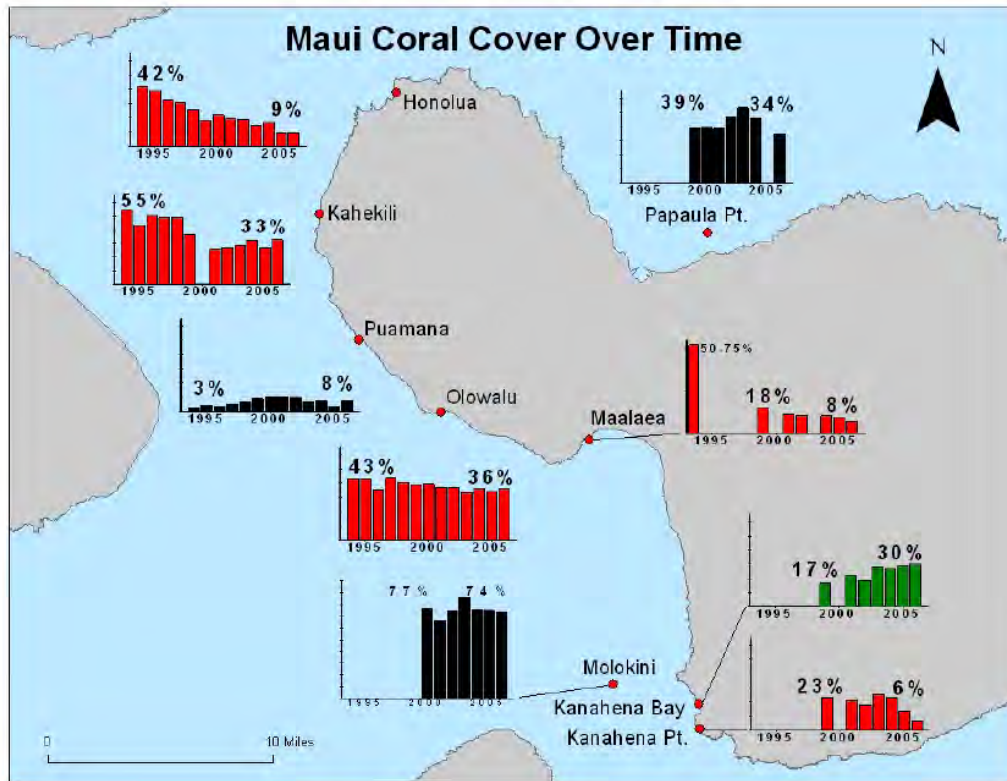 Maui Coral Cover Over Time
N
42%
9%
1995 2000 2005
Honolua
39% 34%
1995 2000 2005
Papaula Pt.
55%
33%
1995 2000 2005
Kahekili
Puamana
3% 8%
1995 2000 2005
Olowalu
Maalaea
50-75%
18% 8%
1995 2000 2005
43% 36%
1995 2000 2005
17% 30%
1995 2000 2005
77% 74%
1995 2000 2005
Molokini
Kanahena Bay
Kanahena Pt.
23% 6%
1995 2000 2005
0 10 Miles